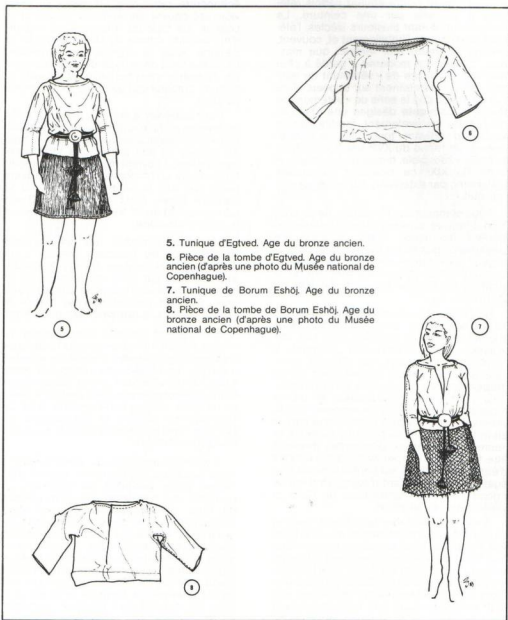 5. Tunique d'Egtved. Age du bronze ancien.
6. Pièce de la tombe d'Egtved. Age du bronze
ancien (d'après une photo du Musée national de
Copenhague).
7. Tunique de Borum Eshöj. Age du bronze
ancien.
8. Pièce de la tombe de Borum Eshöj. Age du
bronze ancien (d'après une photo du Musée
national de Copenhague).
5
7